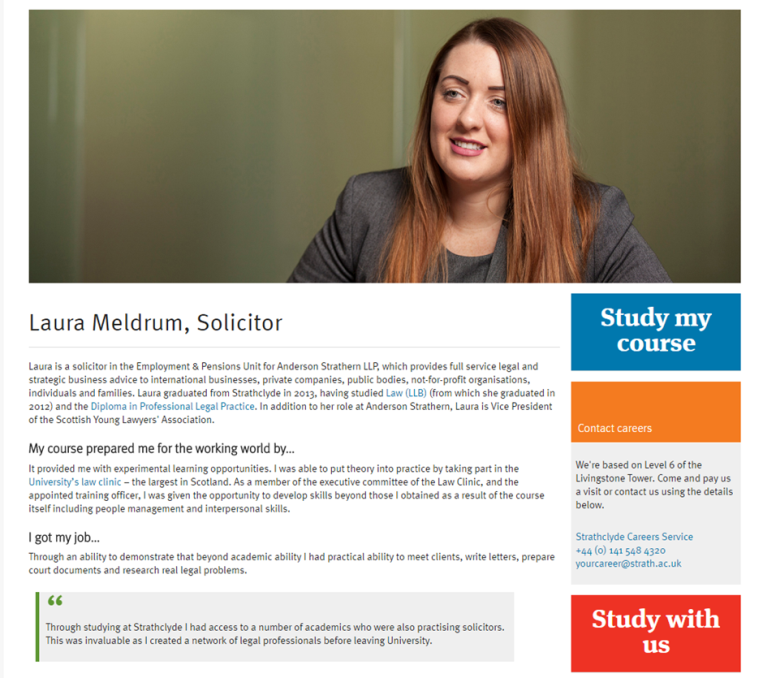 Laura Meldrum, Solicitor
Laura is a solicitor in the Employment & Pensions Unit for Anderson Strathern LLP, which provides full service legal and
strategic business advice to international businesses, private companies, public bodies, not-for-profit organisations,
individuals and families. Laura graduated from Strathclyde in 2013, having studied Law (LLB) (from which she graduated in
2012) and the Diploma in Professional Legal Practice. In addition to her role at Anderson Strathern, Laura is Vice President
of the Scottish Young Lawyers' Association.
My course prepared me for the working world by...
It provided me with experimental learning opportunities. I was able to put theory into practice by taking part in the
University's law clinic – the largest in Scotland. As a member of the executive committee of the Law Clinic, and the
appointed training officer, I was given the opportunity to develop skills beyond those I obtained as a result of the course
itself including people management and interpersonal skills.
I got my job...
Through an ability to demonstrate that beyond academic ability I had practical ability to meet clients, write letters, prepare
court documents and research real legal problems.
“
Through studying at Strathclyde I had access to a number of academics who were also practising solicitors.
This was invaluable as I created a network of legal professionals before leaving University.
Study my
course
Contact careers
We're based on Level 6 of the
Livingstone Tower. Come and pay us
a visit or contact us using the details
below.
Strathclyde Careers Service
+44 (0) 141 548 4320
yourcareer@strath.ac.uk
Study with
us